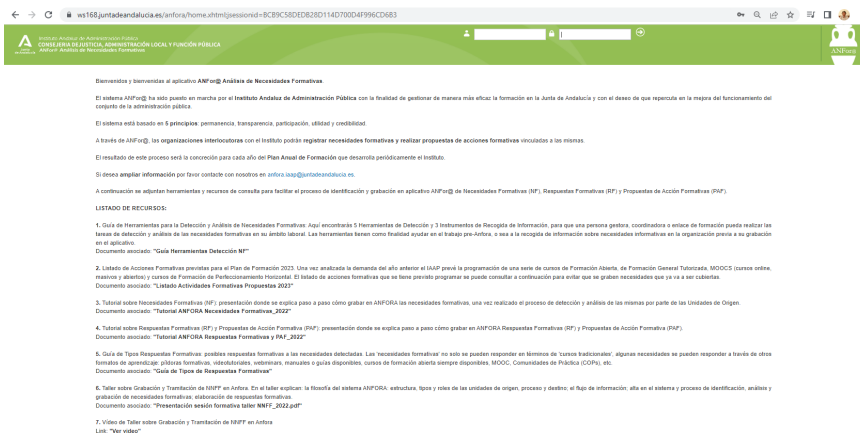 ws168.juntadeandalucia.es/anfora/home.xhtml;jsessionid=BCB9C58DEDB28D114D700D4F996CD6B3
Instituto Andaluz de Administración Pública
CONSEJERÍA DE JUSTICIA, ADMINISTRACIÓN LOCAL Y FUNCIÓN PÚBLICA
ANFor@ Análisis de Necesidades Formativas
ANFora
Bienvenidos y bienvenidas al aplicativo ANFor@ Análisis de Necesidades Formativas.
El sistema ANFor@ ha sido puesto en marcha por el Instituto Andaluz de Administración Pública con la finalidad de gestionar de manera más eficaz la formación en la Junta de Andalucía y con el deseo de que repercuta en la mejora del funcionamiento del
conjunto de la administración pública.
El sistema está basado en 5 principios: permanencia, transparencia, participación, utilidad y credibilidad.
A través de ANFor@, las organizaciones interlocutoras con el Instituto podrán registrar necesidades formativas y realizar propuestas de acciones formativas vinculadas a las mismas.
El resultado de este proceso será la concreción para cada año del Plan Anual de Formación que desarrolla periódicamente el Instituto.
Si desea ampliar información por favor contacte con nosotros en anfora.iaap@juntadeandalucia.es.
A continuación se adjuntan herramientas y recursos de consulta para facilitar el proceso de identificación y grabación en aplicativo ANFor@ de Necesidades Formativas (NF), Respuestas Formativas (RF) y Propuestas de Acción Formativas (PAF).
LISTADO DE RECURSOS:
1. Guía de Herramientas para la Detección y Análisis de Necesidades Formativas: Aquí encontrarás 5 Herramientas de Detección y 3 Instrumentos de Recogida de Información, para que una persona gestora, coordinadora o enlace de formación pueda realizar las
tareas de detección y análisis de las necesidades formativas en su ámbito laboral. Las herramientas tienen como finalidad ayudar en el trabajo pre-Anfora, o sea a la recogida de información sobre necesidades informativas en la organización previa a su grabación
en el aplicativo.
Documento asociado: "Guía Herramientas Detección NF"
2. Listado de Acciones Formativas previstas para el Plan de Formación 2023. Una vez analizada la demanda del año anterior el IAAP prevé la programación de una serie de cursos de Formación Abierta, de Formación General Tutorizada, MOOCS (cursos online,
masivos y abiertos) y cursos de Formación de Perfeccionamiento Horizontal. El listado de acciones formativas que se tiene previsto programar se puede consultar a continuación para evitar que se graben necesidades que ya va a ser cubiertas.
Documento asociado: "Listado Actividades Formativas Propuestas 2023"
3. Tutorial sobre Necesidades Formativas (NF): presentación donde se explica paso a paso cómo grabar en ANFORA las necesidades formativas, una vez realizado el proceso de detección y análisis de las mismas por parte de las Unidades de Origen.
Documento asociado: "Tutorial ANFORA Necesidades Formativas_2022"
4. Tutorial sobre Respuestas Formativas (RF) y Propuestas de Acción Formativa (PAF): presentación donde se explica paso a paso cómo grabar en ANFORA Respuestas Formativas (RF) y Propuestas de Acción Formativa (PAF).
Documento asociado: "Tutorial ANFORA Respuestas Formativas y PAF_2022"
5. Guía de Tipos Respuestas Formativas: posibles respuestas formativas a las necesidades detectadas. Las 'necesidades formativas' no solo se pueden responder en términos de 'cursos tradicionales', algunas necesidades se pueden responder a través de otros
formatos de aprendizaje: píldoras formativas, videotutoriales, webminars, manuales o guías disponibles, cursos de formación abierta siempre disponibles, MOOC, Comunidades de Práctica (COPs), etc.
Documento asociado: "Guía de Tipos de Respuestas Formativas"
6. Taller sobre Grabación y Tramitación de NNFF en Anfora. En el taller explican: la filosofía del sistema ANFORA: estructura, tipos y roles de las unidades de origen, proceso y destino; el flujo de información; alta en el sistema y proceso de identificación, análisis y
grabación de necesidades formativas; elaboración de respuestas formativas.
Documento asociado: "Presentación sesión formativa taller NNFF_2022.pdf"
7. Vídeo de Taller sobre Grabación y Tramitación de NNFF en Anfora
Link: "Ver vídeo"